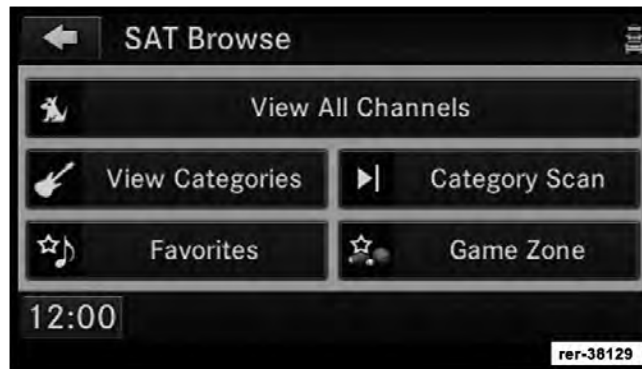 SAT Browse
View All Channels
View Categories
Category Scan
Favorites
Game Zone
12:00
rer-38129